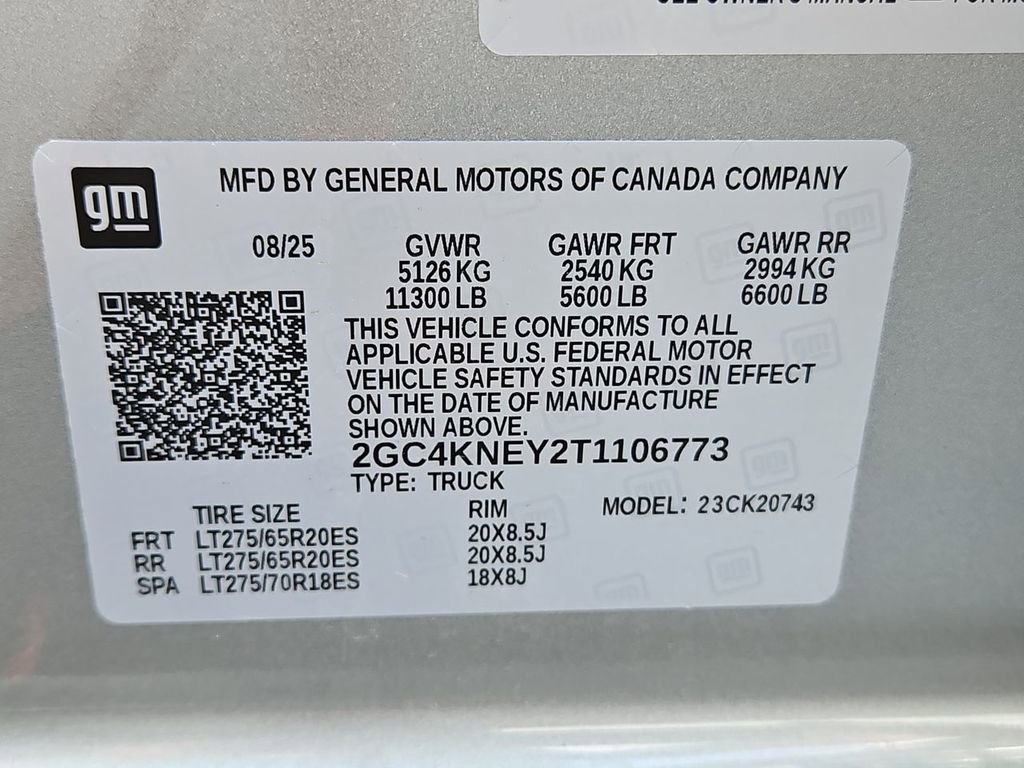 MFD BY GENERAL MOTORS OF CANADA COMPANY
gm
08/25 GVWR GAWR FRT GAWR RR
5126 KG 2540 KG 2994 KG
11300 LB 5600 LB 6600 LB
THIS VEHICLE CONFORMS TO ALL
APPLICABLE U.S. FEDERAL MOTOR
VEHICLE SAFETY STANDARDS IN EFFECT
ON THE DATE OF MANUFACTURE
SHOWN ABOVE.
2GC4KNEY2T1106773
TYPE: TRUCK
TIRE SIZE RIM MODEL: 23CK20743
FRT LT275/65R20ES 20X8.5J
RR LT275/65R20ES 20X8.5J
SPA LT275/70R18ES 18X8J